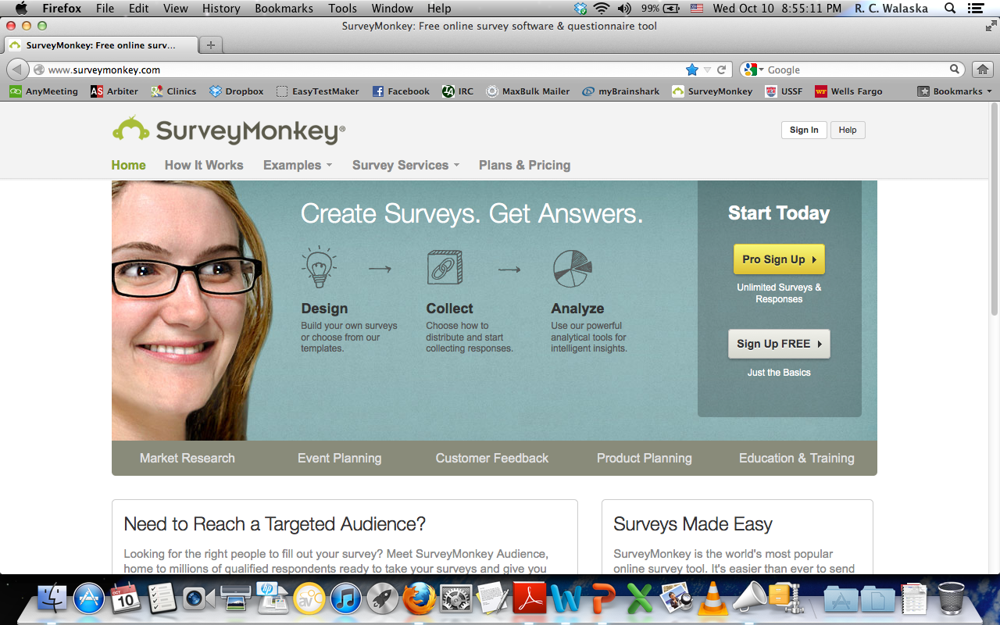 Firefox File Edit View History Bookmarks Tools Window Help 99% Wed Oct 10 8:55:11 PM R. C. Walaska
SurveyMonkey: Free online survey software & questionnaire tool
SurveyMonkey: Free online surv...
www.surveymonkey.com Google
AnyMeeting Arbiter Clinics Dropbox EasyTestMaker Facebook IRC MaxBulk Mailer myBrainshark SurveyMonkey USSF Wells Fargo Bookmarks
SurveyMonkey®
Sign In Help
Home How It Works Examples Survey Services Plans & Pricing
Create Surveys. Get Answers.
Design
Build your own surveys
or choose from our
templates.
Collect
Choose how to
distribute and start
collecting responses.
Analyze
Use our powerful
analytical tools for
intelligent insights.
Start Today
Pro Sign Up
Unlimited Surveys &
Responses
Sign Up FREE
Just the Basics
Market Research Event Planning Customer Feedback Product Planning Education & Training
Need to Reach a Targeted Audience?
Looking for the right people to fill out your survey? Meet SurveyMonkey Audience,
home to millions of qualified respondents ready to take your surveys and give you
Surveys Made Easy
SurveyMonkey is the world's most popular
online survey tool. It's easier than ever to send
OCT
10
hp
av